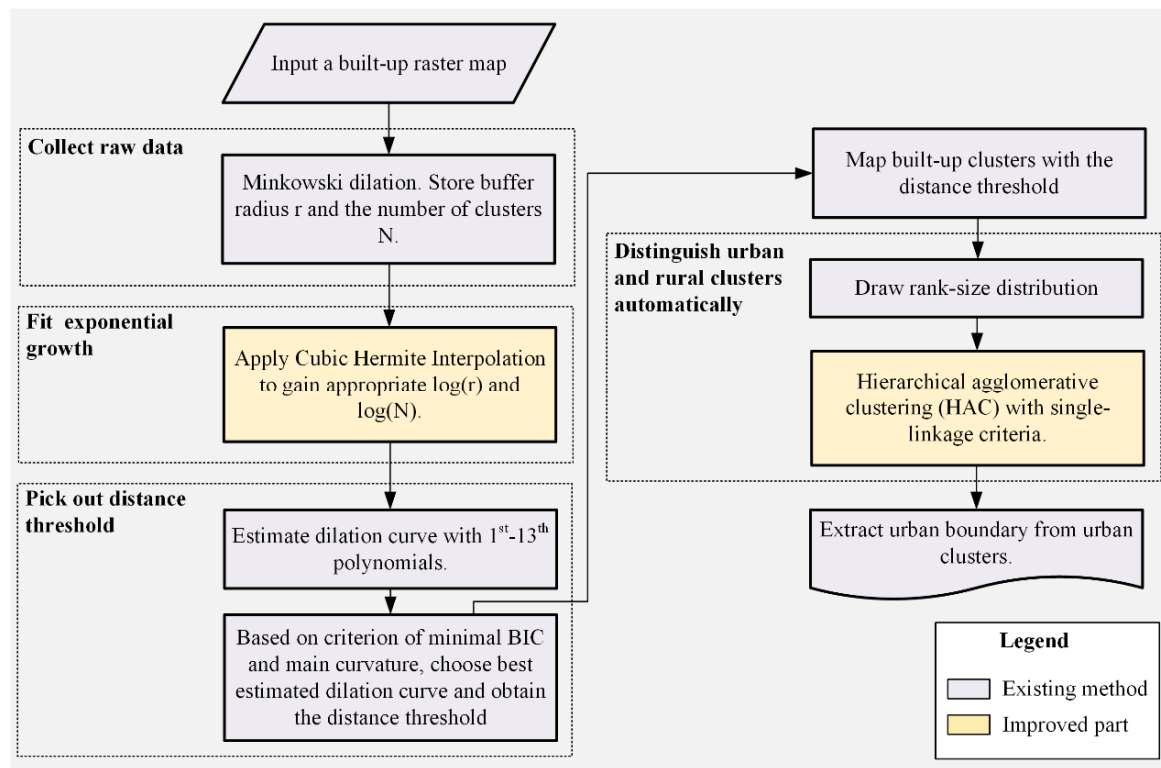 Input a built-up raster map
Collect raw data
Minkowski dilation. Store buffer
radius r and the number of clusters
N.
Fit exponential
growth
Apply Cubic Hermite Interpolation
to gain appropriate log(r) and
log(N).
Pick out distance
threshold
Estimate dilation curve with 1st-13th
polynomials.
Based on criterion of minimal BIC
and main curvature, choose best
estimated dilation curve and obtain
the distance threshold
Map built-up clusters with the
distance threshold
Distinguish urban
and rural clusters
automatically
Draw rank-size distribution
Hierarchical agglomerative
clustering (HAC) with single-
linkage criteria.
Extract urban boundary from urban
clusters.
Legend
Existing method
Improved part